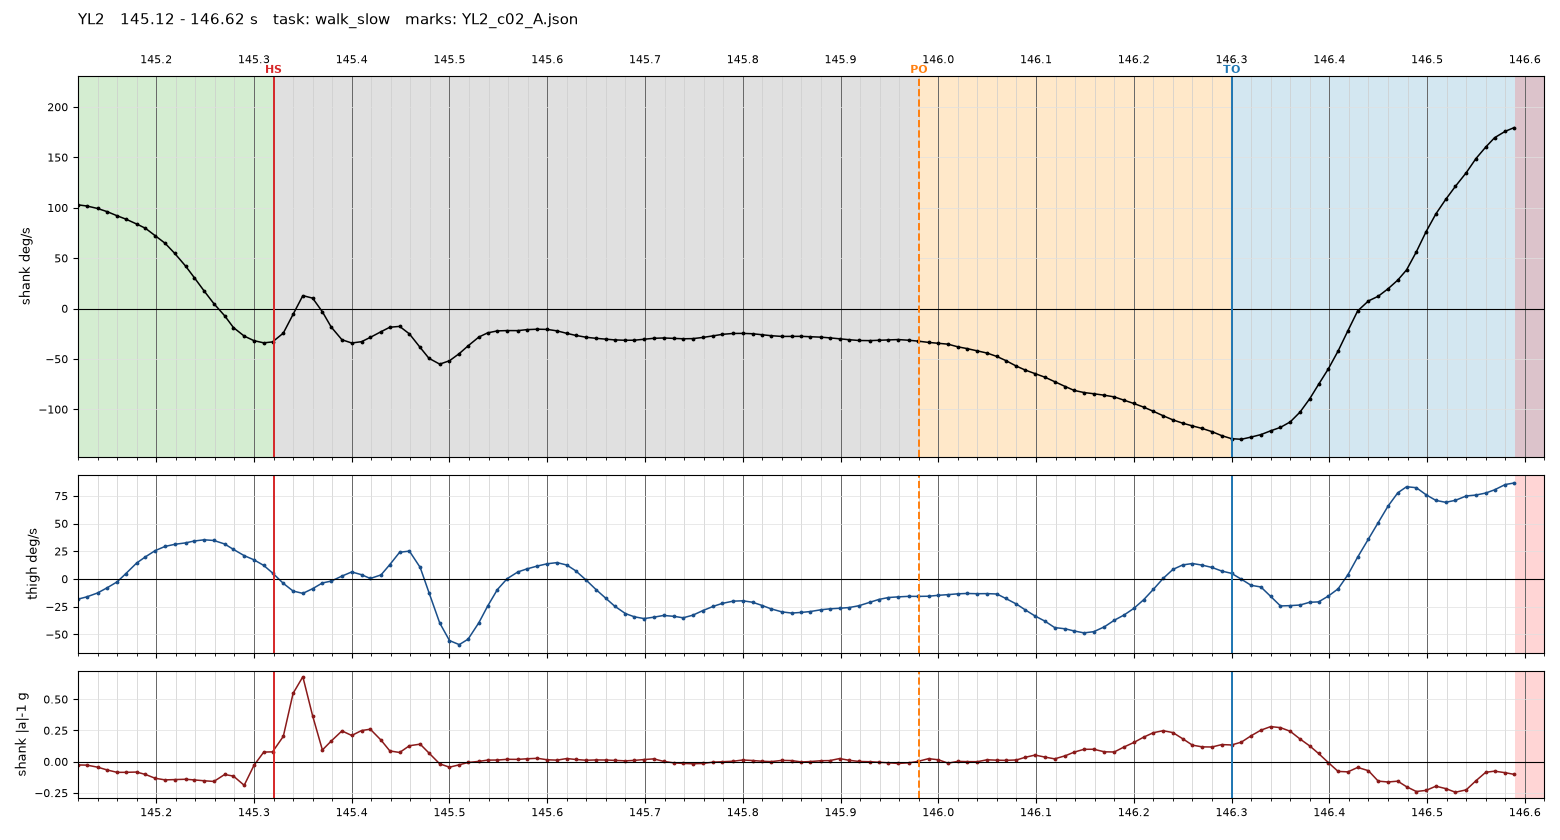 YL2   145.12 - 146.62 s   task: walk_slow   marks: YL2_c02_A.json
145.2 145.3 145.4 145.5 145.6 145.7 145.8 145.9 146.0 146.1 146.2 146.3 146.4 146.5 146.6
HS PO TO
200
150
100
50
0
−50
−100
shank deg/s
75
50
25
0
−25
−50
thigh deg/s
0.50
0.25
0.00
−0.25
shank |a|-1 g
145.2 145.3 145.4 145.5 145.6 145.7 145.8 145.9 146.0 146.1 146.2 146.3 146.4 146.5 146.6